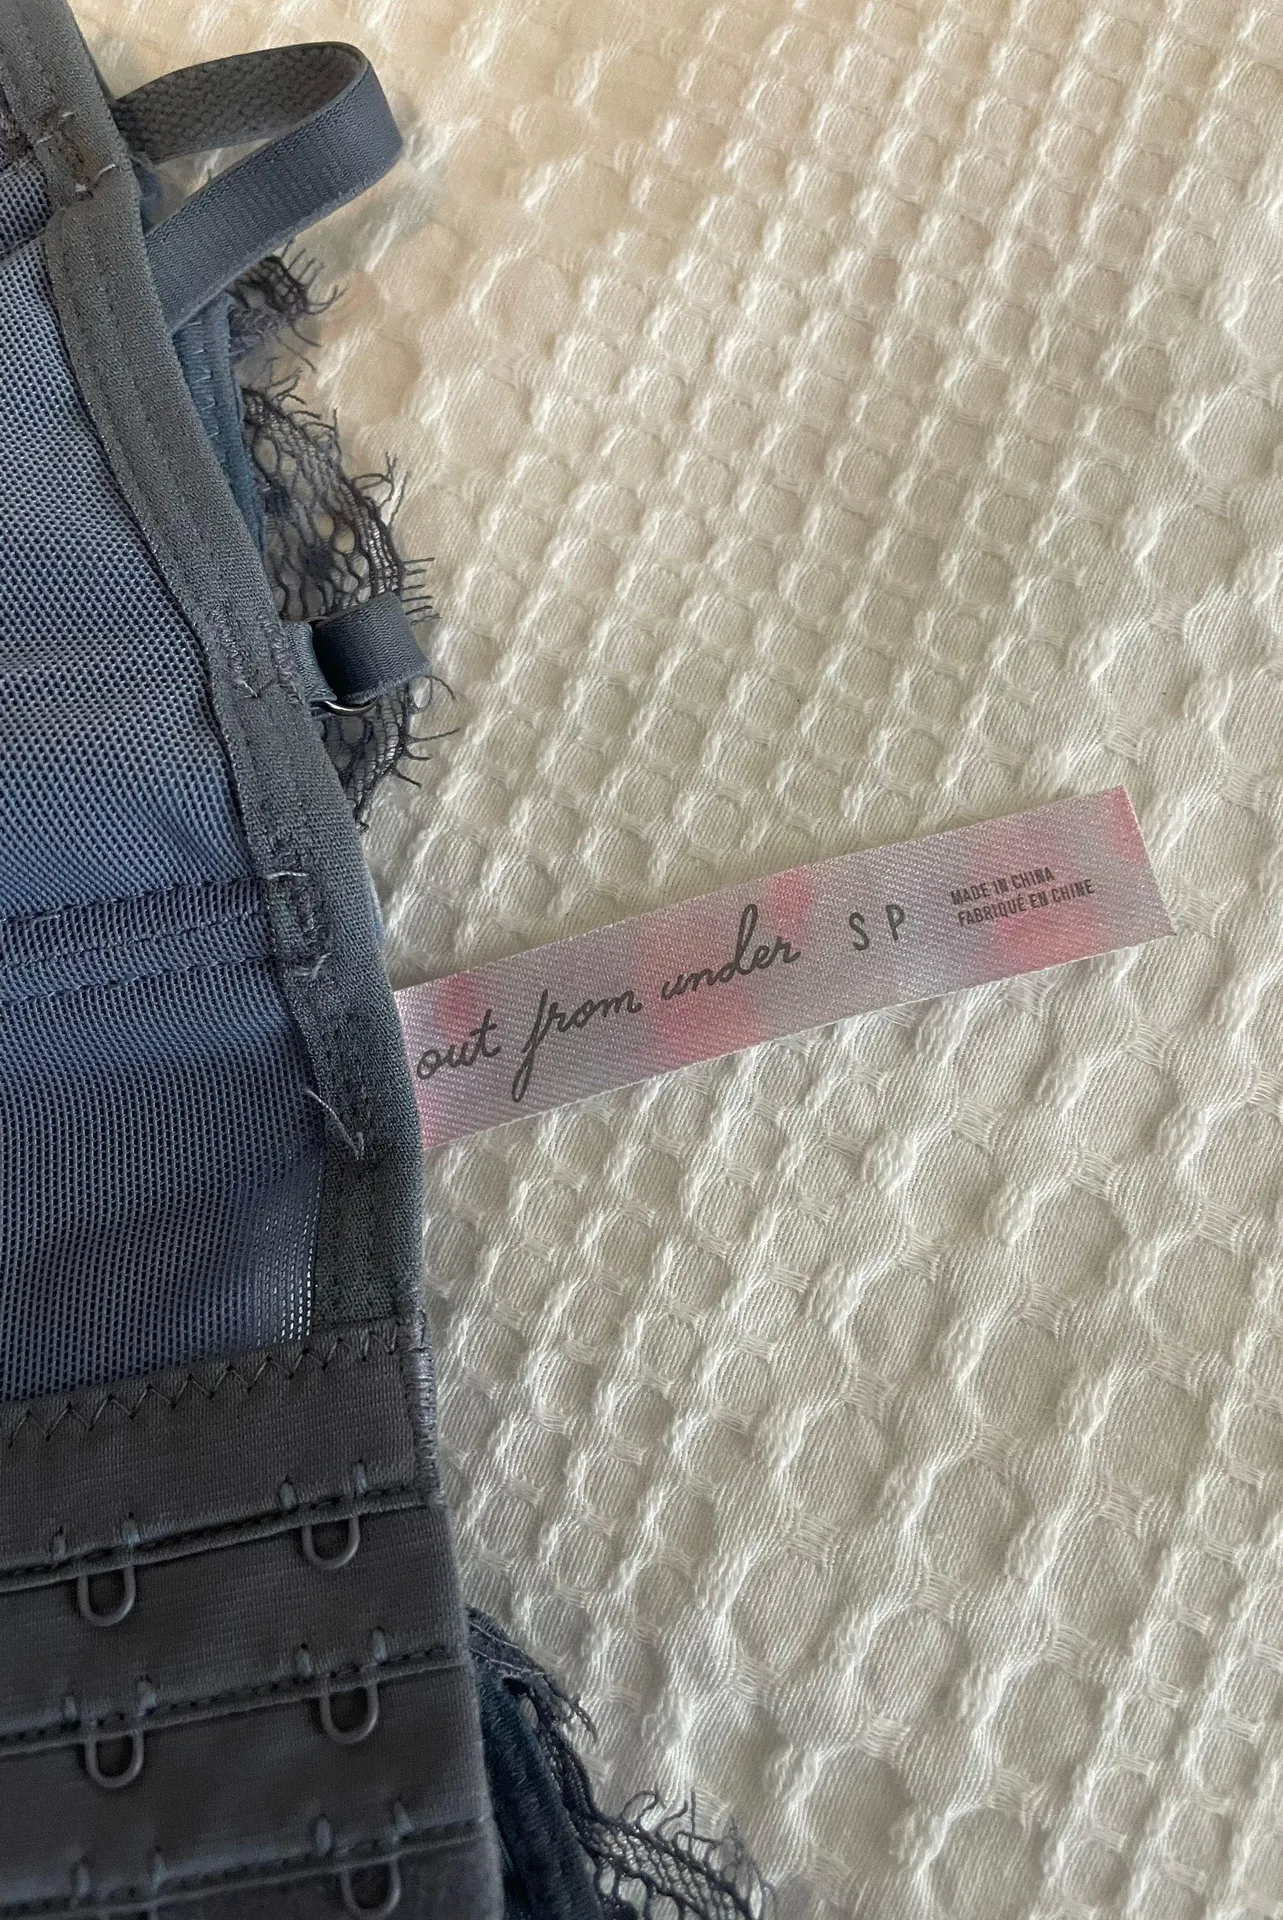 out from under S P
MADE IN CHINA
FABRIQUÉ EN CHINE